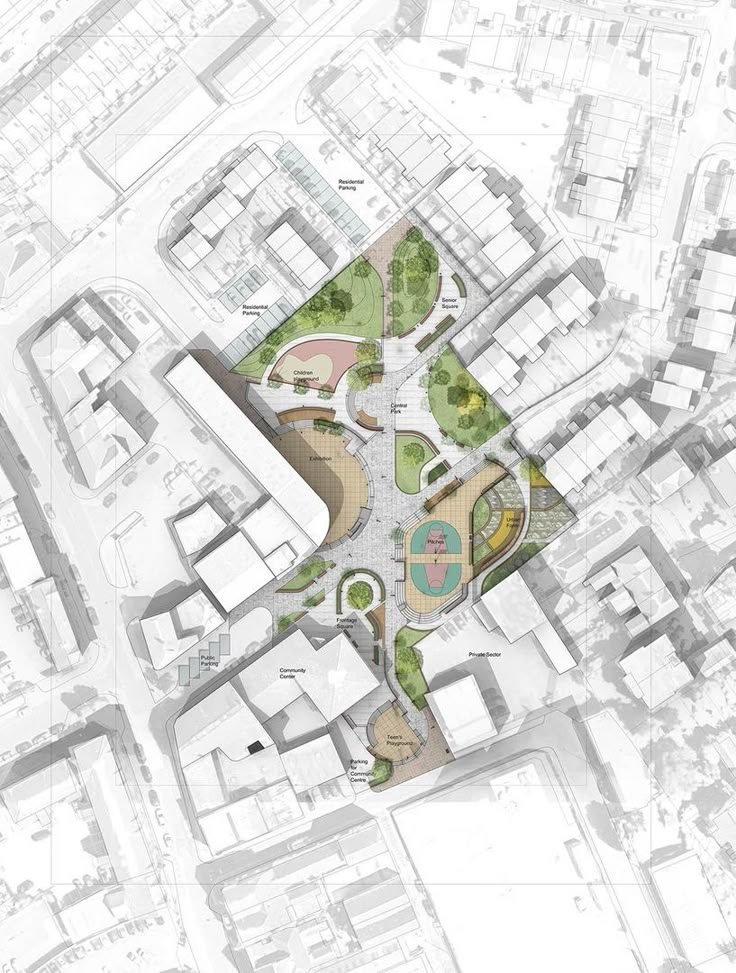 Residential
Parking
Senior
Square
Residential
Parking
Children
Playground
Central
Park
Exhibition
Urban
Farm
Pitches
Frontage
Square
Public
Parking
Private Sector
Community
Center
Teen's
Playground
Parking
for
Community
Centre